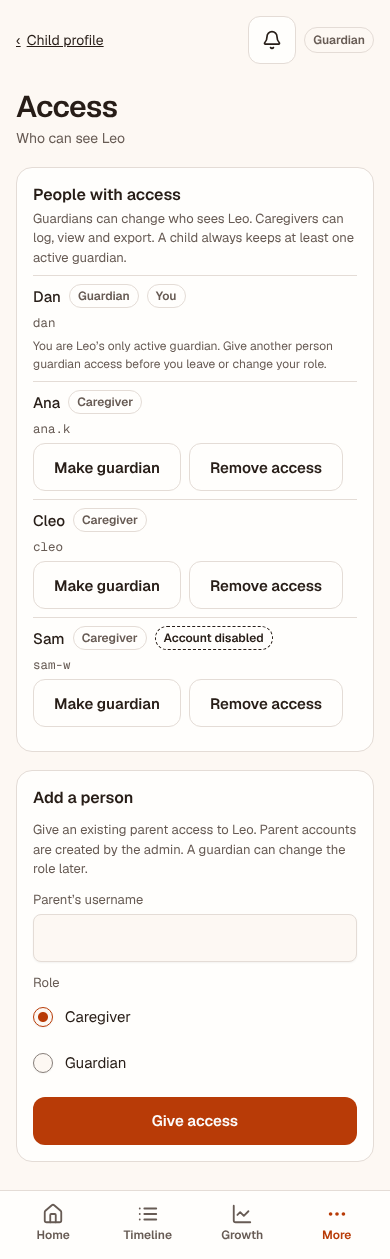 ‹ Child profile
Guardian
Access
Who can see Leo
People with access
Guardians can change who sees Leo. Caregivers can
log, view and export. A child always keeps at least one
active guardian.
Dan Guardian You
dan
You are Leo's only active guardian. Give another person
guardian access before you leave or change your role.
Ana Caregiver
ana.k
Make guardian Remove access
Cleo Caregiver
cleo
Make guardian Remove access
Sam Caregiver Account disabled
sam-w
Make guardian Remove access
Add a person
Give an existing parent access to Leo. Parent accounts
are created by the admin. A guardian can change the
role later.
Parent's username
Role
Caregiver
Guardian
Give access
Home Timeline Growth More